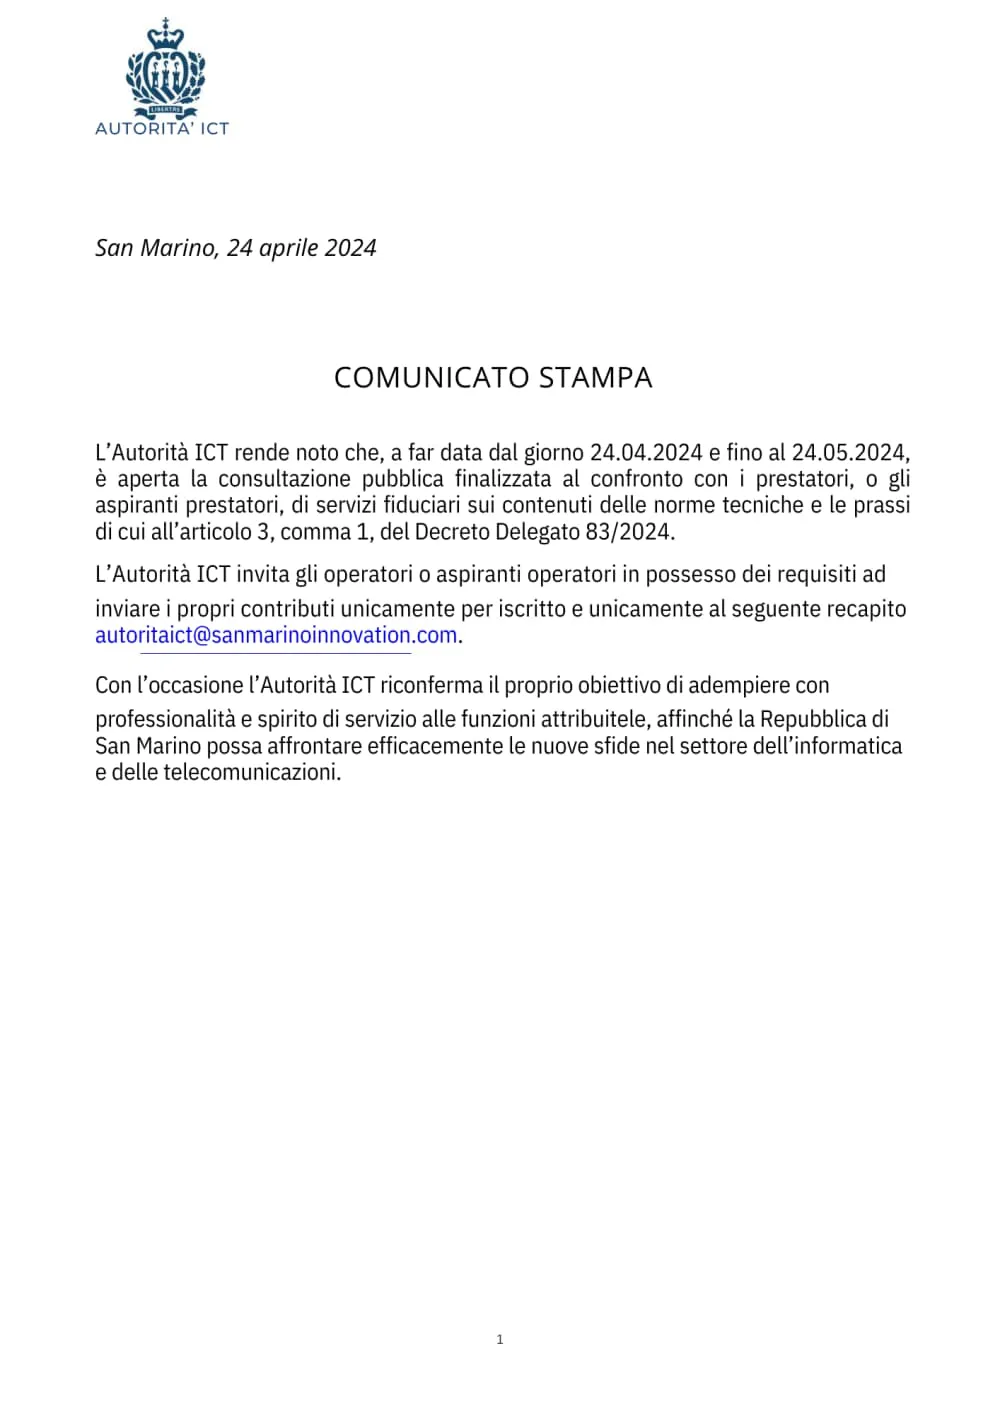 LIBERTAS
AUTORITA' ICT
San Marino, 24 aprile 2024
COMUNICATO STAMPA
L’Autorità ICT rende noto che, a far data dal giorno 24.04.2024 e fino al 24.05.2024,
è aperta la consultazione pubblica finalizzata al confronto con i prestatori, o gli
aspiranti prestatori, di servizi fiduciari sui contenuti delle norme tecniche e le prassi
di cui all’articolo 3, comma 1, del Decreto Delegato 83/2024.
L’Autorità ICT invita gli operatori o aspiranti operatori in possesso dei requisiti ad
inviare i propri contributi unicamente per iscritto e unicamente al seguente recapito
autoritaict@sanmarinoinnovation.com.
Con l’occasione l’Autorità ICT riconferma il proprio obiettivo di adempiere con
professionalità e spirito di servizio alle funzioni attribuitele, affinché la Repubblica di
San Marino possa affrontare efficacemente le nuove sfide nel settore dell’informatica
e delle telecomunicazioni.
1